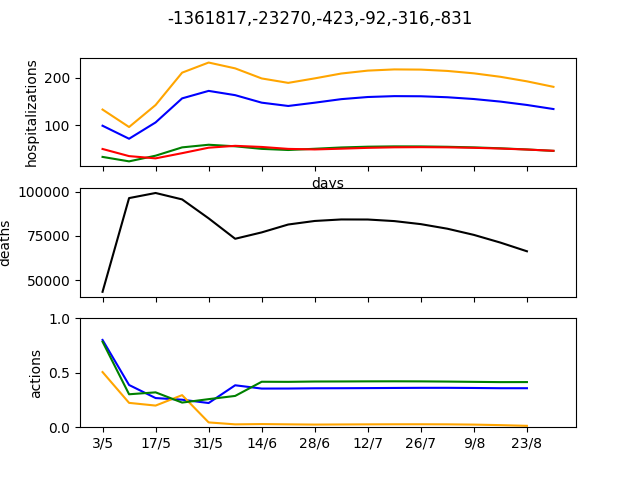 -1361817,-23270,-423,-92,-316,-831
hospitalizations
200
100
days
deaths
100000
75000
50000
actions
1.0
0.5
0.0
3/5 17/5 31/5 14/6 28/6 12/7 26/7 9/8 23/8